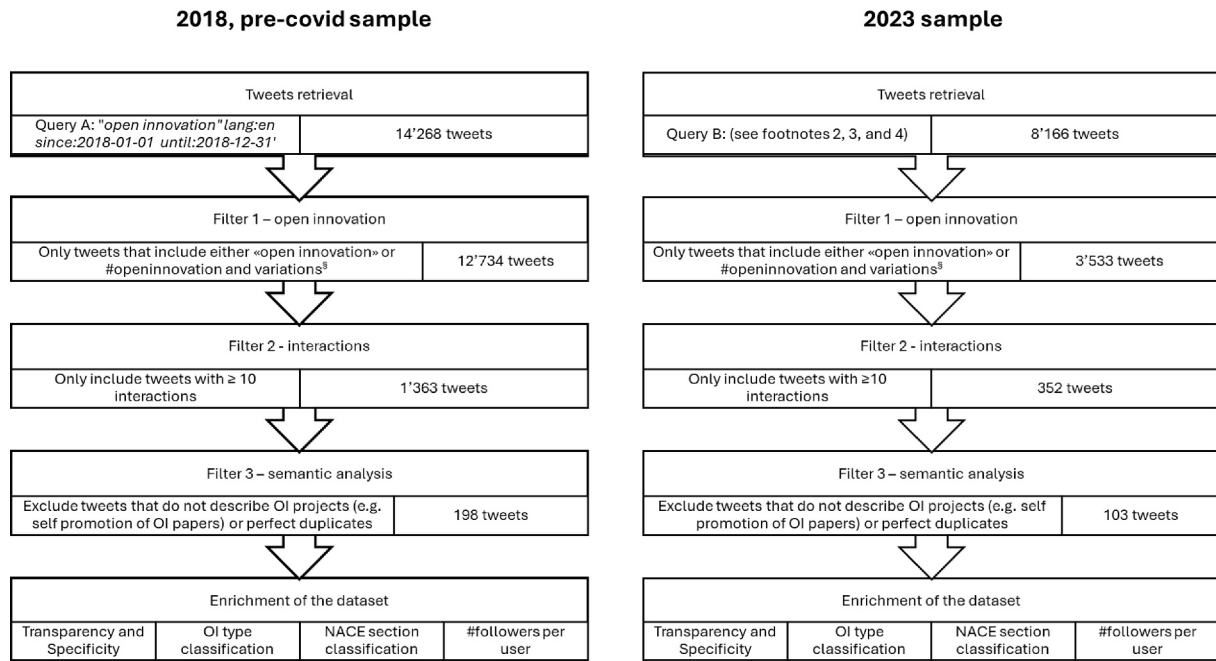 2018, pre-covid sample
Tweets retrieval
Query A: "open innovation" lang:en
since:2018-01-01 until:2018-12-31'
14'268 tweets
Filter 1 – open innovation
Only tweets that include either «open innovation» or
#openinnovation and variations§
12'734 tweets
Filter 2 - interactions
Only include tweets with ≥ 10
interactions
1'363 tweets
Filter 3 – semantic analysis
Exclude tweets that do not describe OI projects (e.g.
self promotion of OI papers) or perfect duplicates
198 tweets
Enrichment of the dataset
Transparency and
Specificity
OI type
classification
NACE section
classification
#followers per
user
2023 sample
Tweets retrieval
Query B: (see footnotes 2, 3, and 4)
8'166 tweets
Filter 1 – open innovation
Only tweets that include either «open innovation» or
#openinnovation and variations§
3'533 tweets
Filter 2 - interactions
Only include tweets with ≥10
interactions
352 tweets
Filter 3 – semantic analysis
Exclude tweets that do not describe OI projects (e.g. self
promotion of OI papers) or perfect duplicates
103 tweets
Enrichment of the dataset
Transparency and
Specificity
OI type
classification
NACE section
classification
#followers per
user